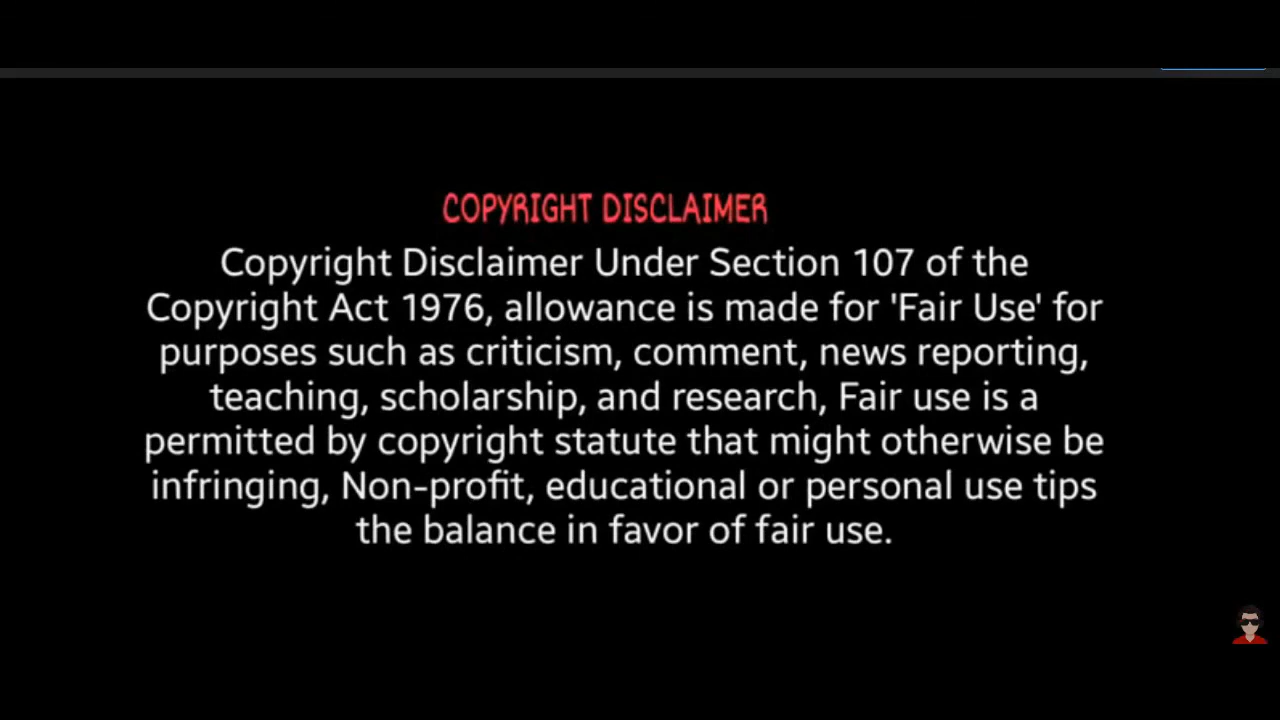 COPYRIGHT DISCLAIMER
Copyright Disclaimer Under Section 107 of the
Copyright Act 1976, allowance is made for 'Fair Use' for
purposes such as criticism, comment, news reporting,
teaching, scholarship, and research, Fair use is a
permitted by copyright statute that might otherwise be
infringing, Non-profit, educational or personal use tips
the balance in favor of fair use.